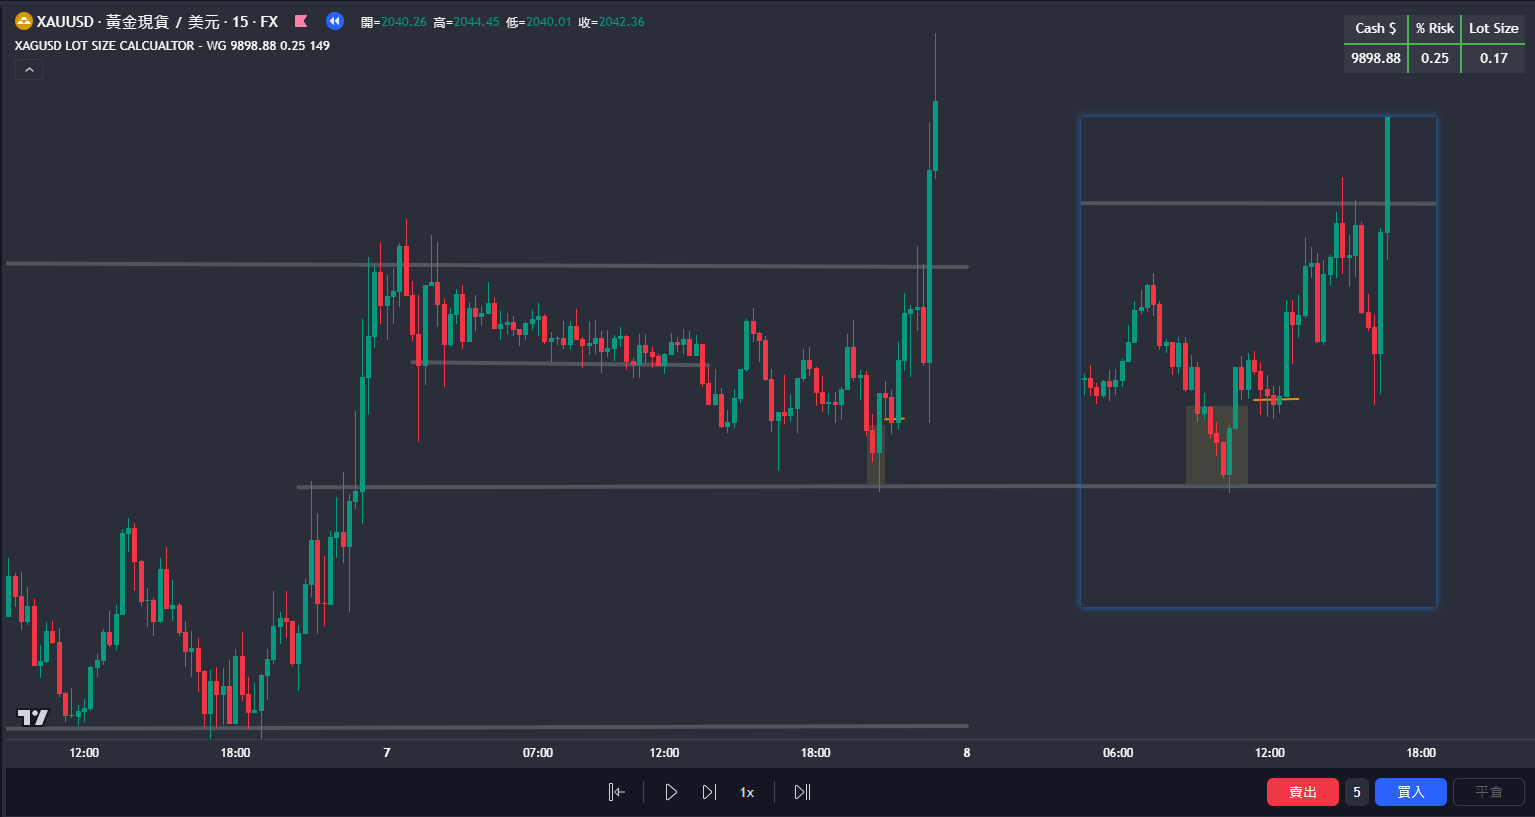 XAUUSD · 黃金現貨 / 美元 · 15 · FX 開=2040.26 高=2044.45 低=2040.01 收=2042.36
XAGUSD LOT SIZE CALCUALTOR - WG 9898.88 0.25 149
Cash $ % Risk Lot Size
9898.88 0.25 0.17
12:00 18:00 7 07:00 12:00 18:00 8 06:00 12:00 18:00
1x
賣出 5 買入 平倉